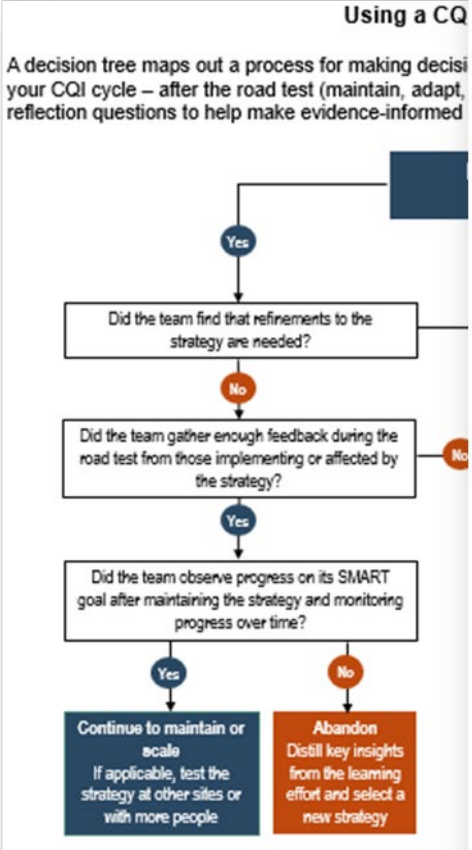 Using a CQ
A decision tree maps out a process for making decisi
your CQI cycle – after the road test (maintain, adapt,
reflection questions to help make evidence-informed
Yes
Did the team find that refinements to the
strategy are needed?
No
Did the team gather enough feedback during the
road test from those implementing or affected by
the strategy?
No
Yes
Did the team observe progress on its SMART
goal after maintaining the strategy and monitoring
progress over time?
Yes
No
Continue to maintain or
scale
If applicable, test the
strategy at other sites or
with more people
Abandon
Distill key insights
from the learning
effort and select a
new strategy